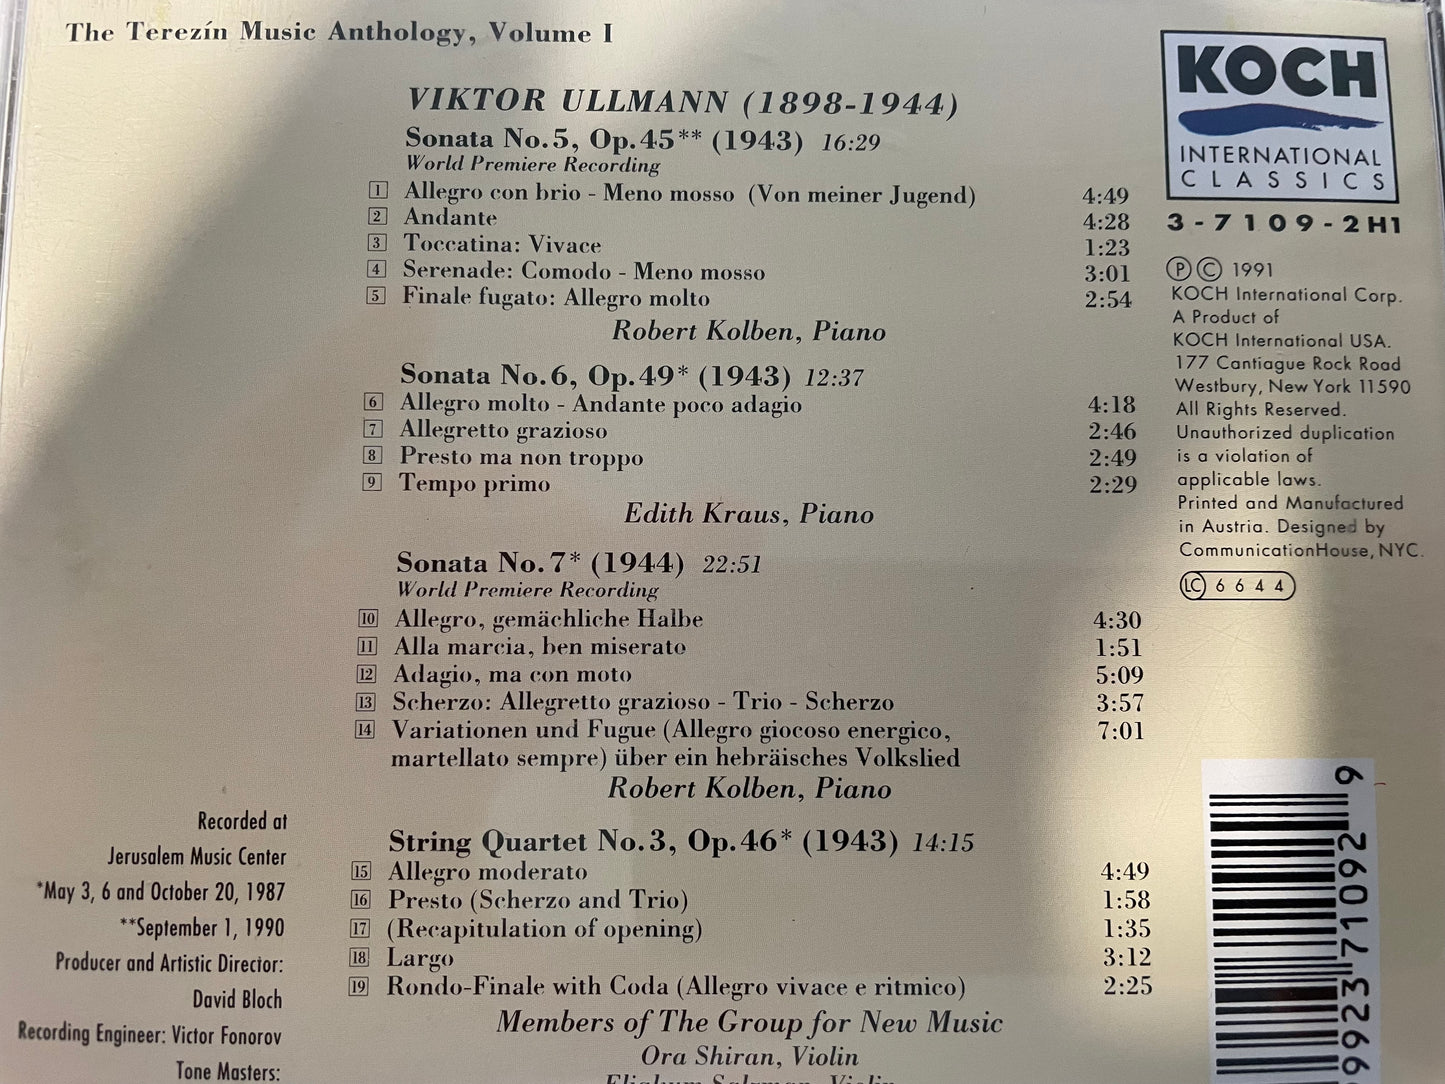 The Terezín Music Anthology, Volume I
VIKTOR ULLMANN (1898-1944)
Sonata No.5, Op.45** (1943) 16:29
World Premiere Recording
1 Allegro con brio - Meno mosso (Von meiner Jugend) 4:49
2 Andante 4:28
3 Toccatina: Vivace 1:23
4 Serenade: Comodo - Meno mosso 3:01
5 Finale fugato: Allegro molto 2:54
Robert Kolben, Piano
Sonata No.6, Op.49* (1943) 12:37
6 Allegro molto - Andante poco adagio 4:18
7 Allegretto grazioso 2:46
8 Presto ma non troppo 2:49
9 Tempo primo 2:29
Edith Kraus, Piano
Sonata No.7* (1944) 22:51
World Premiere Recording
10 Allegro, gemächliche Halbe 4:30
11 Alla marcia, ben miserato 1:51
12 Adagio, ma con moto 5:09
13 Scherzo: Allegretto grazioso - Trio - Scherzo 3:57
14 Variationen und Fugue (Allegro giocoso energico, 7:01
martellato sempre) über ein hebräisches Volkslied
Robert Kolben, Piano
String Quartet No.3, Op.46* (1943) 14:15
15 Allegro moderato 4:49
16 Presto (Scherzo and Trio) 1:58
17 (Recapitulation of opening) 1:35
18 Largo 3:12
19 Rondo-Finale with Coda (Allegro vivace e ritmico) 2:25
Members of The Group for New Music
Ora Shiran, Violin
Recorded at
Jerusalem Music Center
*May 3, 6 and October 20, 1987
**September 1, 1990
Producer and Artistic Director:
David Bloch
Recording Engineer: Victor Fonorov
Tone Masters:
KOCH
INTERNATIONAL
CLASSICS
3-7109-2H1
Ⓟ © 1991
KOCH International Corp.
A Product of
KOCH International USA.
177 Cantiague Rock Road
Westbury, New York 11590
All Rights Reserved.
Unauthorized duplication
is a violation of
applicable laws.
Printed and Manufactured
in Austria. Designed by
CommunicationHouse, NYC.
LC 6644
99923 71092 9